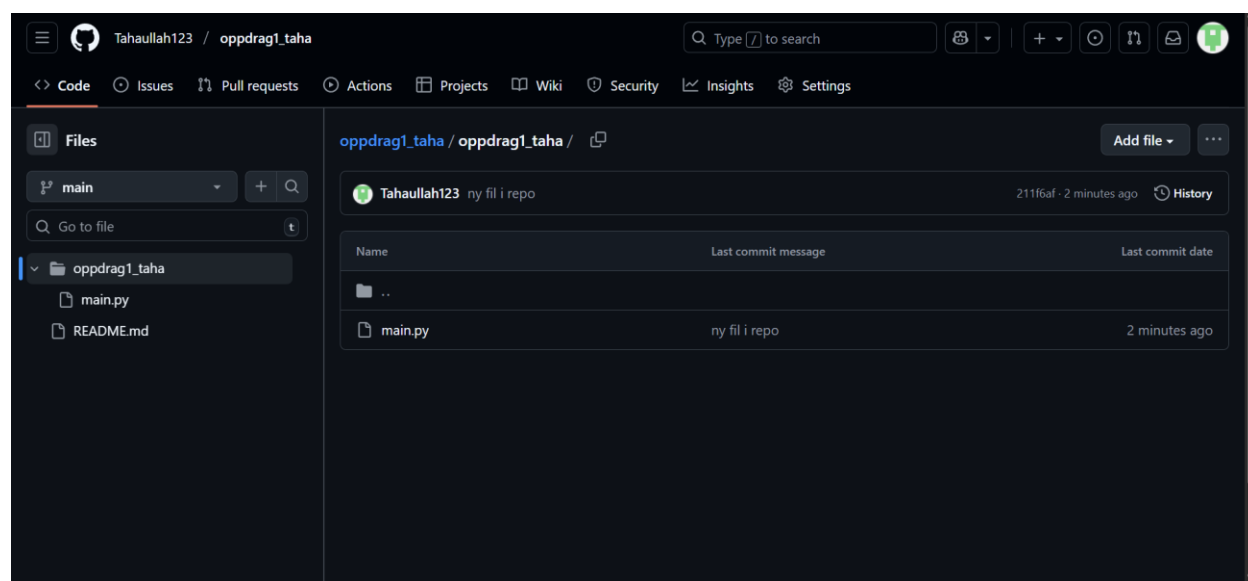 Tahaullah123 / oppdrag1_taha
Type / to search
Code Issues Pull requests Actions Projects Wiki Security Insights Settings
Files
main
Go to file t
oppdrag1_taha
main.py
README.md
oppdrag1_taha / oppdrag1_taha /
Add file
Tahaullah123 ny fil i repo 211f6af · 2 minutes ago History
Name Last commit message Last commit date
..
main.py ny fil i repo 2 minutes ago